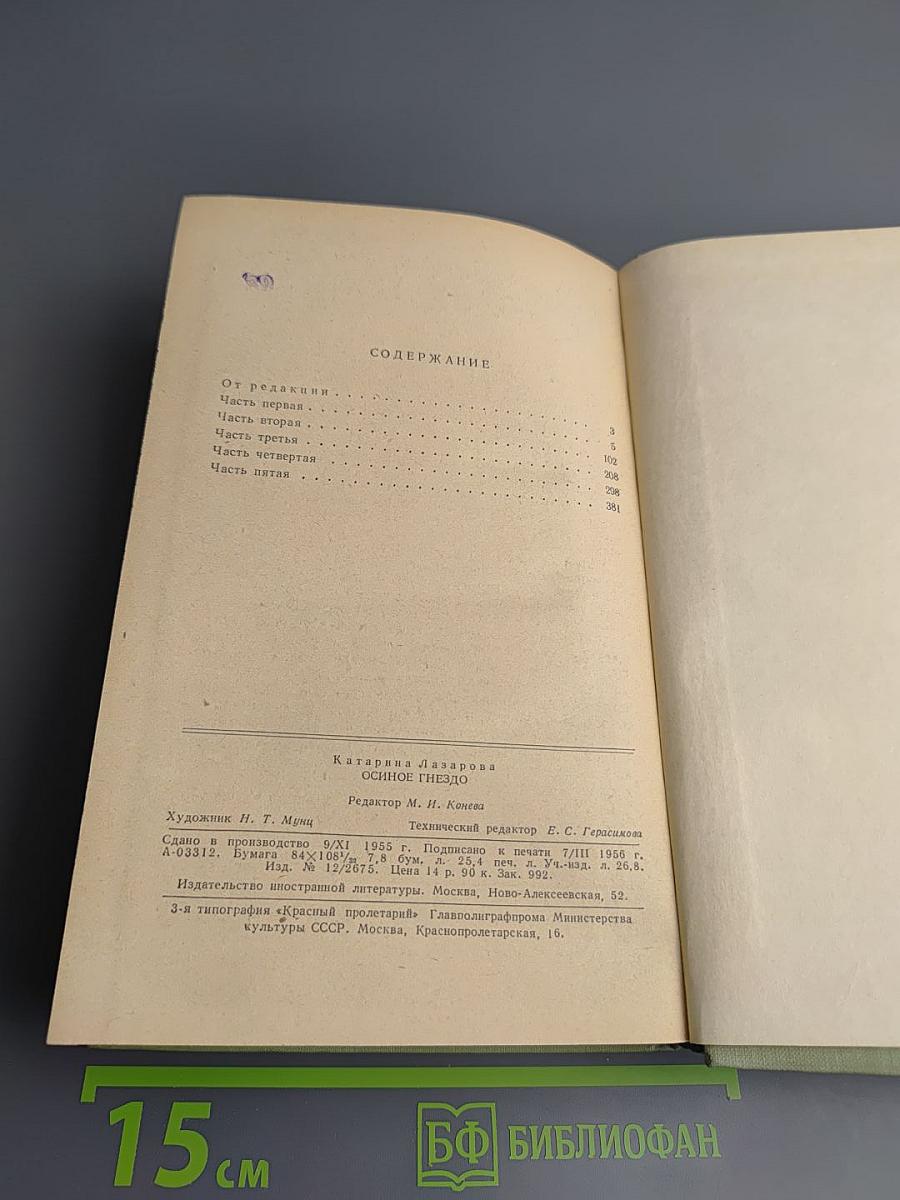 СОДЕРЖАНИЕ
От редакции . . . . . . . . . . . . . . . . . . . . 3
Часть первая . . . . . . . . . . . . . . . . . . . . 5
Часть вторая . . . . . . . . . . . . . . . . . . . . 102
Часть третья . . . . . . . . . . . . . . . . . . . . 208
Часть четвертая . . . . . . . . . . . . . . . . . . 298
Часть пятая . . . . . . . . . . . . . . . . . . . . 381
Катарина Лазарова
ОСИНОЕ ГНЕЗДО
Редактор М. И. Конева
Художник Н. Т. Мунц Технический редактор Е. С. Герасимова
Сдано в производство 9/XI 1955 г. Подписано к печати 7/III 1956 г.
А-03312. Бумага 84×108 1/32 7,8 бум. л. 25,4 печ. л. Уч.-изд. л. 26,8.
Изд. № 12/2675. Цена 14 р. 90 к. Зак. 992.
Издательство иностранной литературы. Москва, Ново-Алексеевская, 52.
3-я типография «Красный пролетарий» Главполиграфпрома Министерства
культуры СССР. Москва, Краснопролетарская, 16.
15 см
БФ БИБЛИОФАН